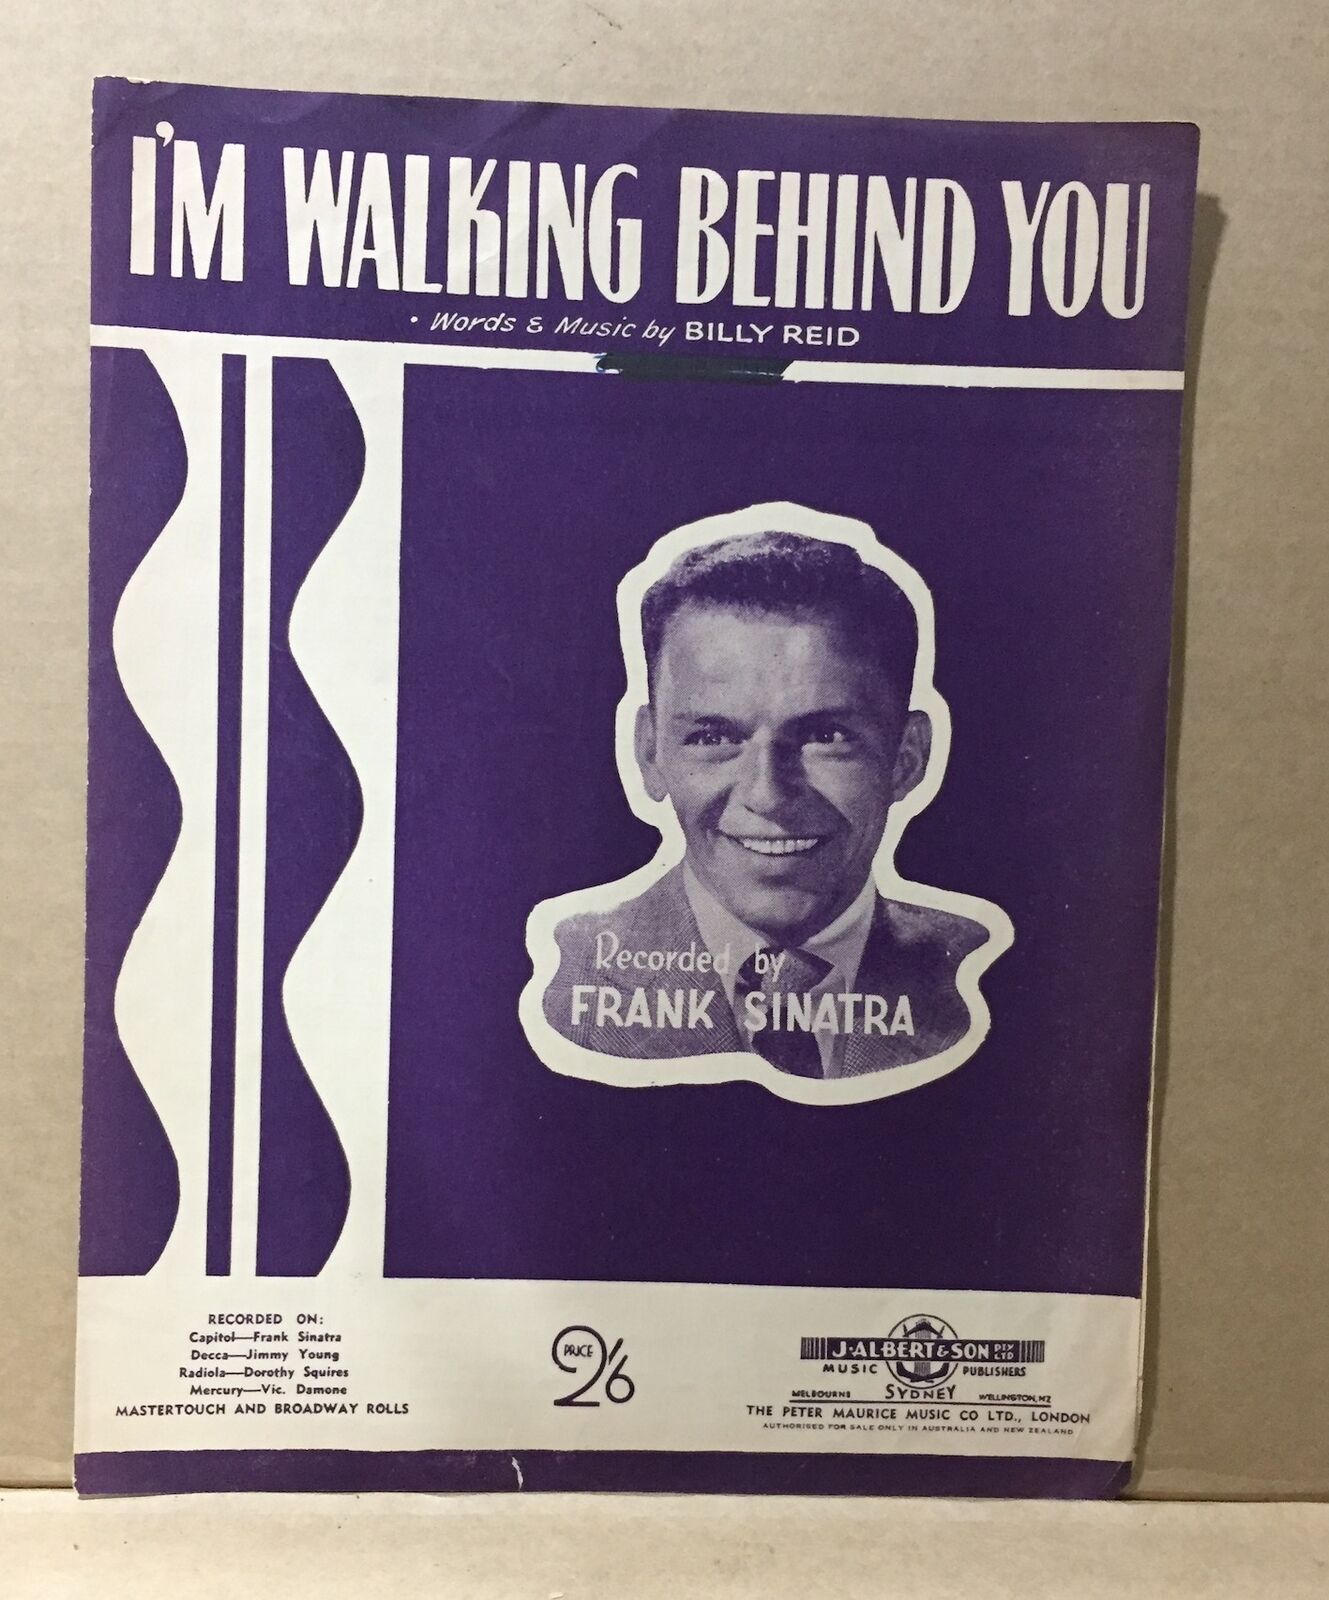 I'M WALKING BEHIND YOU
• Words & Music by BILLY REID
Recorded by
FRANK SINATRA
RECORDED ON:
Capitol—Frank Sinatra
Decca—Jimmy Young
Radiola—Dorothy Squires
Mercury—Vic. Damone
MASTERTOUCH AND BROADWAY ROLLS
PRICE
2/6
J. ALBERT & SON PTY LTD
MUSIC PUBLISHERS
MELBOURNE SYDNEY WELLINGTON, NZ
THE PETER MAURICE MUSIC CO LTD., LONDON
AUTHORISED FOR SALE ONLY IN AUSTRALIA AND NEW ZEALAND